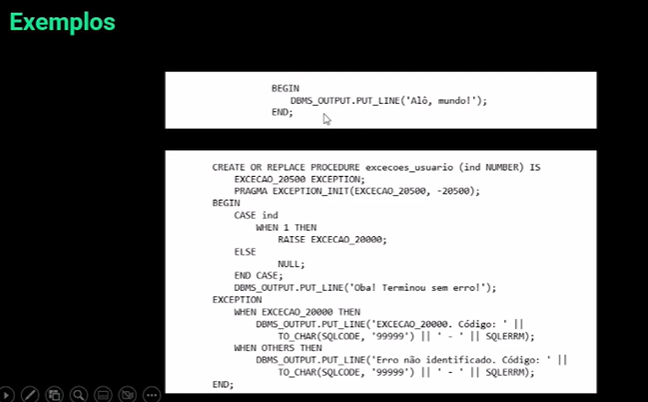 Exemplos
BEGIN
DBMS_OUTPUT.PUT_LINE('Alô, mundo!');
END;
CREATE OR REPLACE PROCEDURE excecoes_usuario (ind NUMBER) IS
EXCECAO_20500 EXCEPTION;
PRAGMA EXCEPTION_INIT(EXCECAO_20500, -20500);
BEGIN
CASE ind
WHEN 1 THEN
RAISE EXCECAO_20000;
ELSE
NULL;
END CASE;
DBMS_OUTPUT.PUT_LINE('Oba! Terminou sem erro!');
EXCEPTION
WHEN EXCECAO_20000 THEN
DBMS_OUTPUT.PUT_LINE('EXCECAO_20000. Código: ' ||
TO_CHAR(SQLCODE, '99999') || ' - ' || SQLERRM);
WHEN OTHERS THEN
DBMS_OUTPUT.PUT_LINE('Erro não identificado. Código: ' ||
TO_CHAR(SQLCODE, '99999') || ' - ' || SQLERRM);
END;